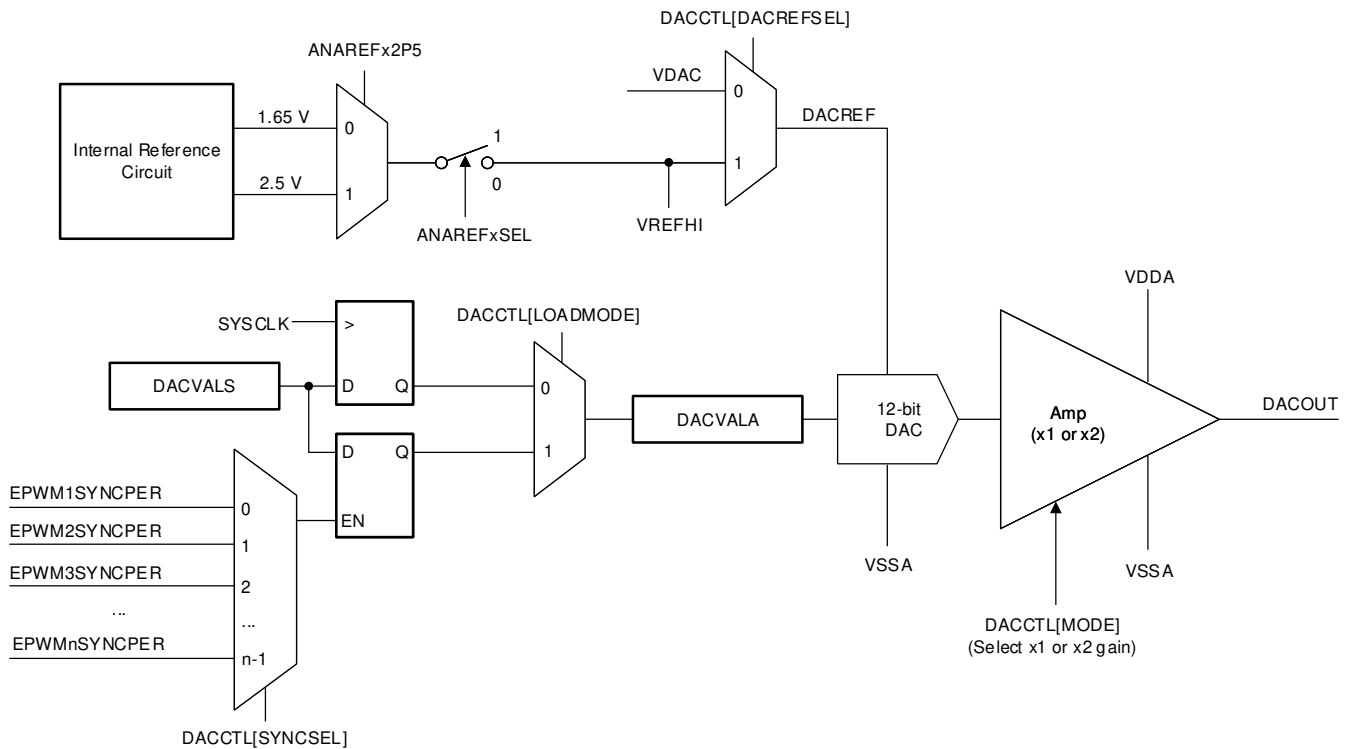 DACCTL[DACREFSEL]
ANAREFx2P5
VDAC
0
DACREF
Internal Reference
Circuit
1.65 V
0
2.5 V
1
1
0
1
ANAREFxSEL
VREFHI
VDDA
SYSCLK
>
DACCTL[LOADMODE]
DACVALS
D
Q
0
DACVALA
12-bit
DAC
Amp
(x1 or x2)
DACOUT
D
Q
1
EN
EPWM1SYNCPER
0
EPWM2SYNCPER
1
EPWM3SYNCPER
2
...
...
EPWMnSYNCPER
n-1
VSSA
VSSA
DACCTL[MODE]
(Select x1 or x2 gain)
DACCTL[SYNCSEL]